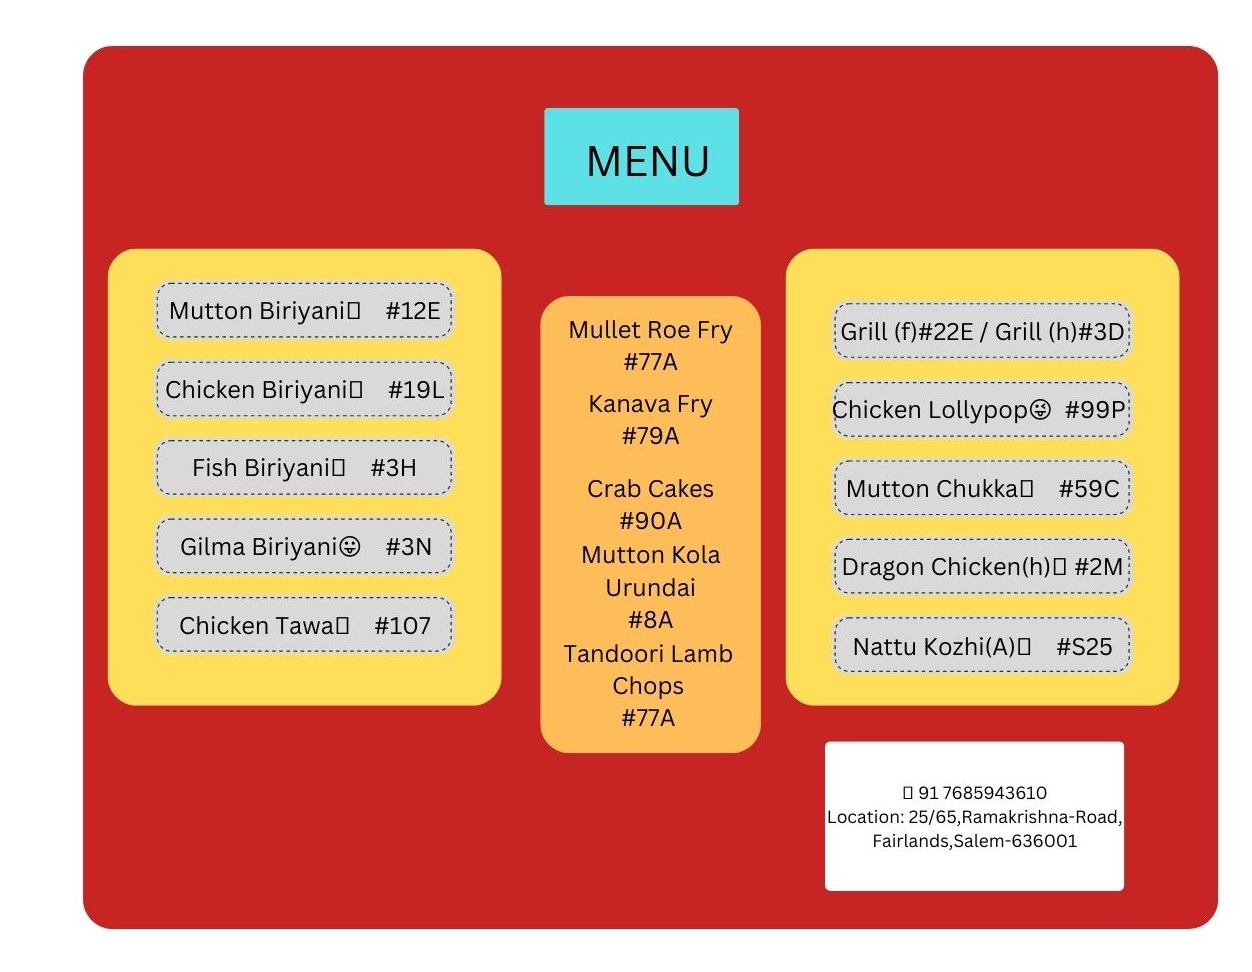 MENU
Mutton Biriyani▯ #12E
Chicken Biriyani▯ #19L
Fish Biriyani▯ #3H
Gilma Biriyani😛 #3N
Chicken Tawa▯ #107
Mullet Roe Fry
#77A
Kanava Fry
#79A
Crab Cakes
#90A
Mutton Kola
Urundai
#8A
Tandoori Lamb
Chops
#77A
Grill (f)#22E / Grill (h)#3D
Chicken Lollypop😜 #99P
Mutton Chukka▯ #59C
Dragon Chicken(h)▯ #2M
Nattu Kozhi(A)▯ #S25
▯ 91 7685943610
Location: 25/65,Ramakrishna-Road,
Fairlands,Salem-636001